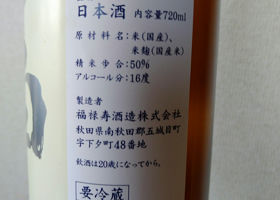 日本酒 内容量720ml
原材料名：米(国産)、
米麹(国産米)
精米歩合：50%
アルコール分：16度
製造者
福禄寿酒造株式会社
秋田県南秋田郡五城目町
字下夕町48番地
飲酒は20歳になってから。
要冷蔵